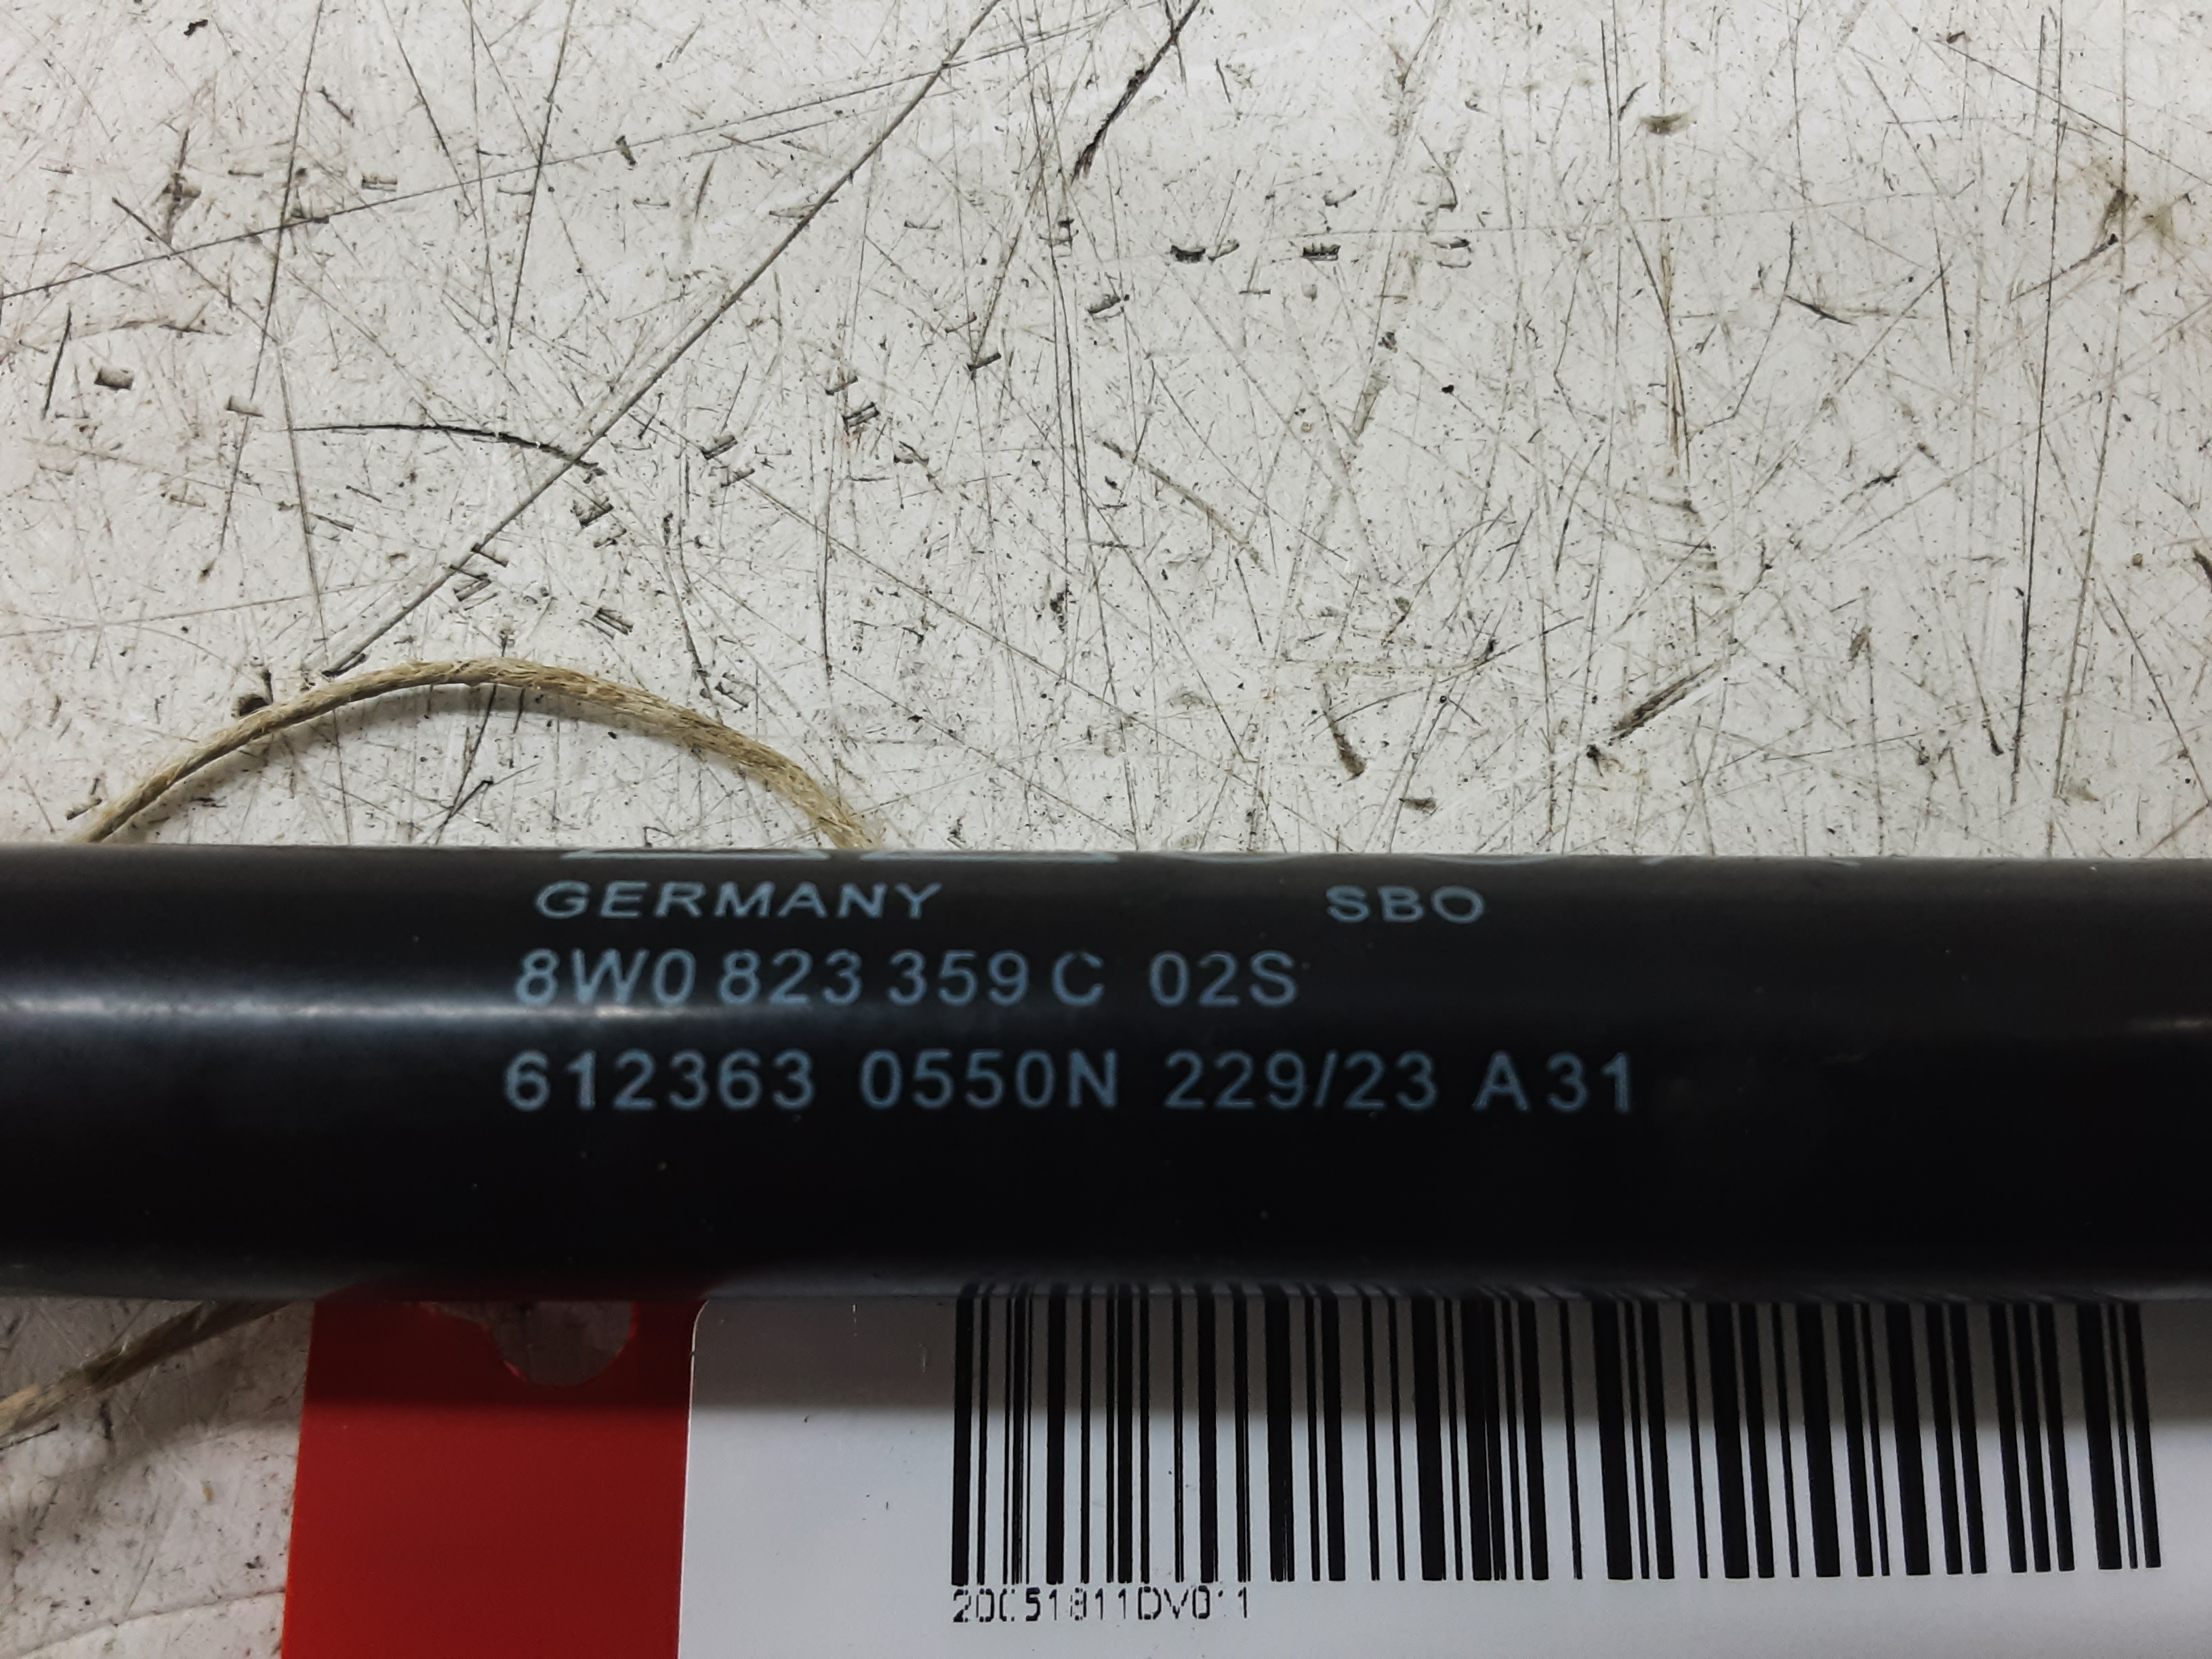 GERMANY SBO
8W0 823 359 C 02S
612363 0550N 229/23 A31